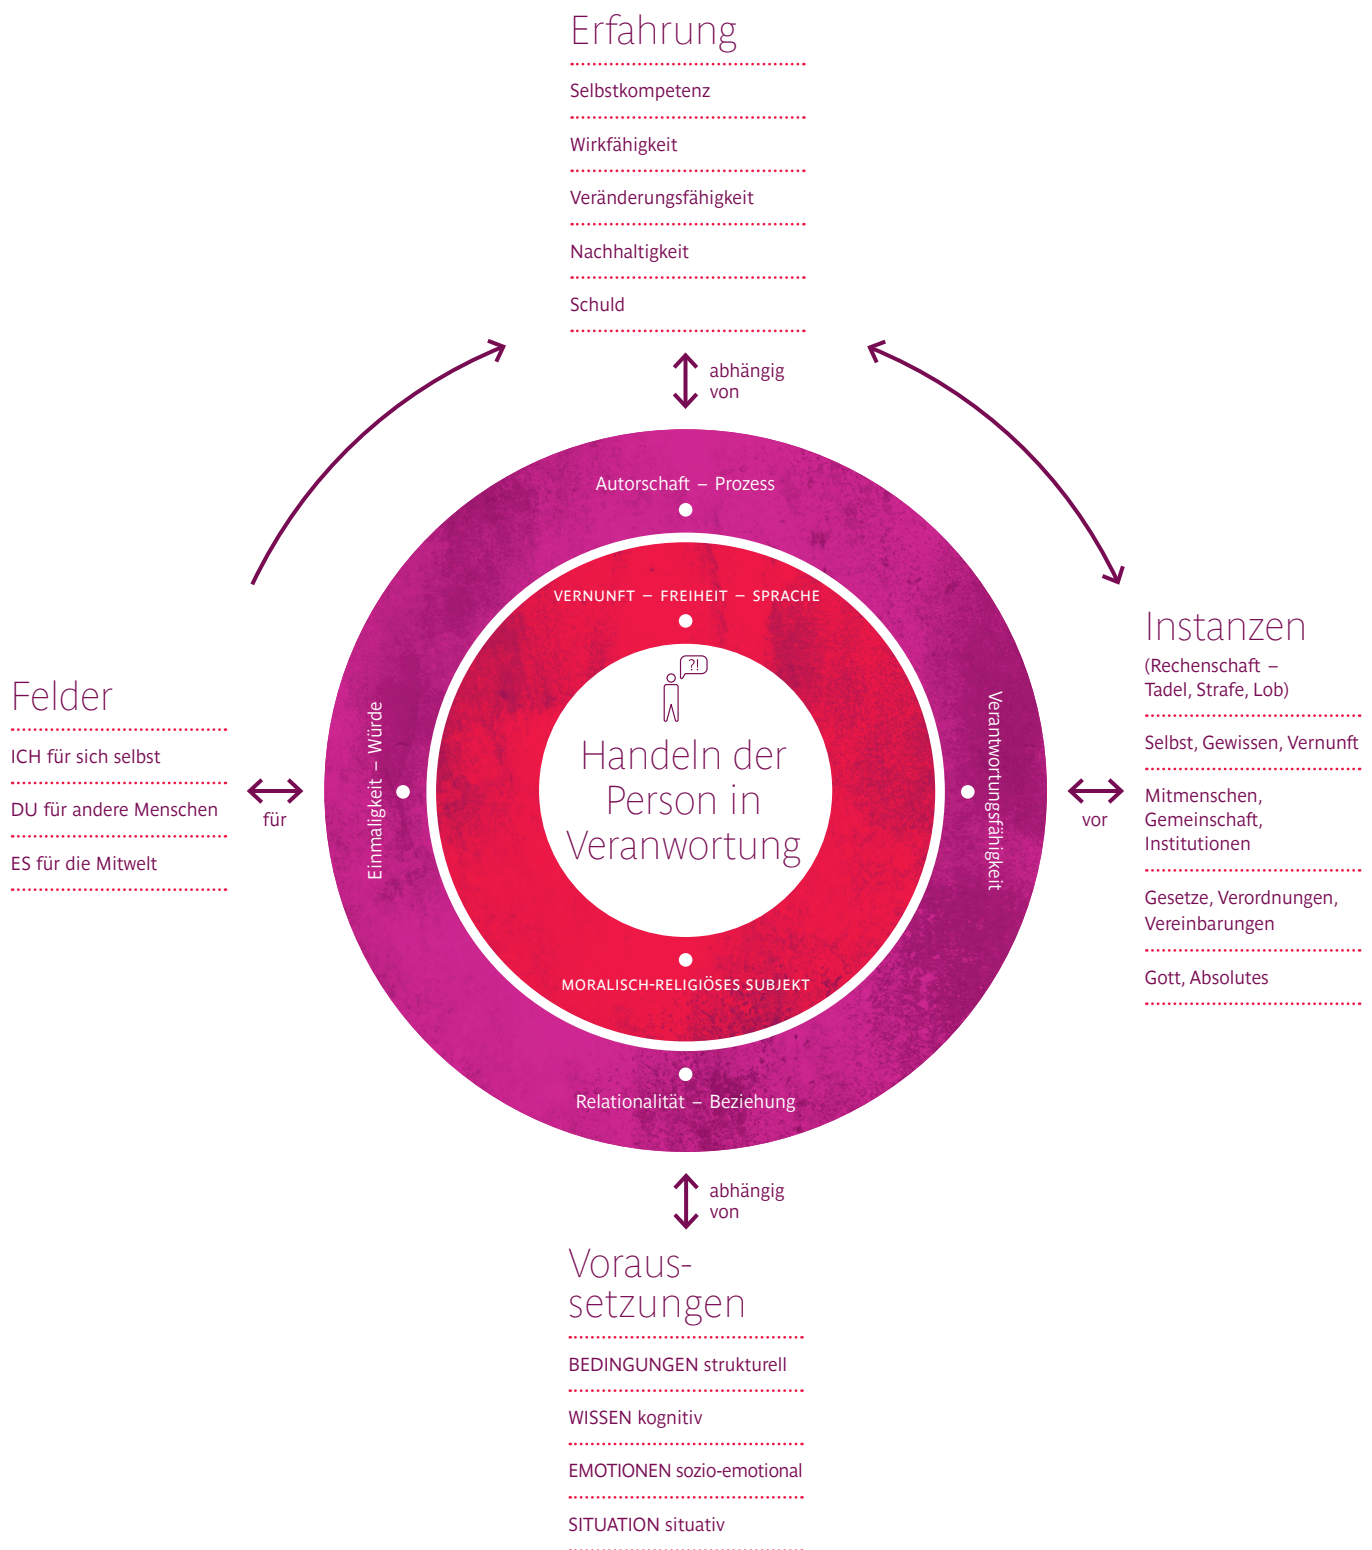 Erfahrung
Selbstkompetenz
Wirkfähigkeit
Veränderungsfähigkeit
Nachhaltigkeit
Schuld
abhängig
von
Autorschaft – Prozess
VERNUNFT – FREIHEIT – SPRACHE
?!
Handeln der
Person in
Veranwortung
MORALISCH-RELIGIÖSES SUBJEKT
Einmaligkeit – Würde
Verantwortungsfähigkeit
Relationalität – Beziehung
Felder
ICH für sich selbst
DU für andere Menschen
ES für die Mitwelt
für
vor
Instanzen
(Rechenschaft –
Tadel, Strafe, Lob)
Selbst, Gewissen, Vernunft
Mitmenschen,
Gemeinschaft,
Institutionen
Gesetze, Verordnungen,
Vereinbarungen
Gott, Absolutes
abhängig
von
Voraus-
setzungen
BEDINGUNGEN strukturell
WISSEN kognitiv
EMOTIONEN sozio-emotional
SITUATION situativ